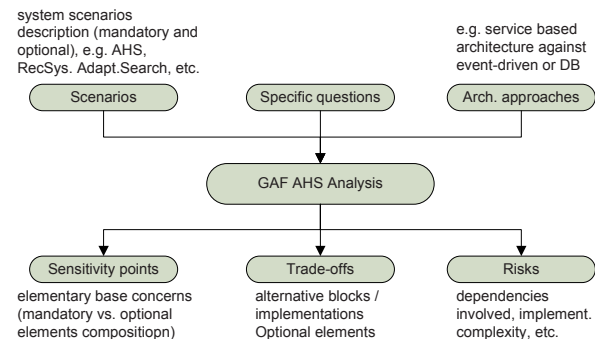 system scenarios
description (mandatory and
optional), e.g. AHS,
RecSys. Adapt.Search, etc.
e.g. service based
architecture against
event-driven or DB
Scenarios
Specific questions
Arch. approaches
GAF AHS Analysis
Sensitivity points
Trade-offs
Risks
elementary base concerns
(mandatory vs. optional
elements compositiopn)
alternative blocks /
implementations
Optional elements
dependencies
involved, implement.
complexity, etc.